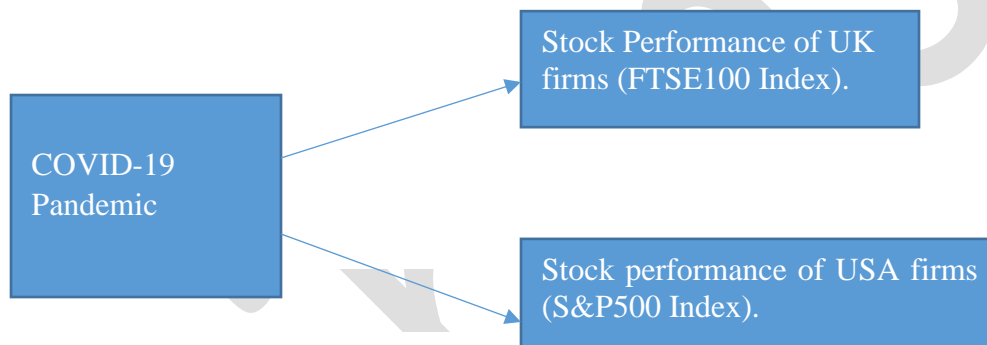 Stock Performance of UK
firms (FTSE100 Index).
COVID-19
Pandemic
Stock performance of USA firms
(S&P500 Index).